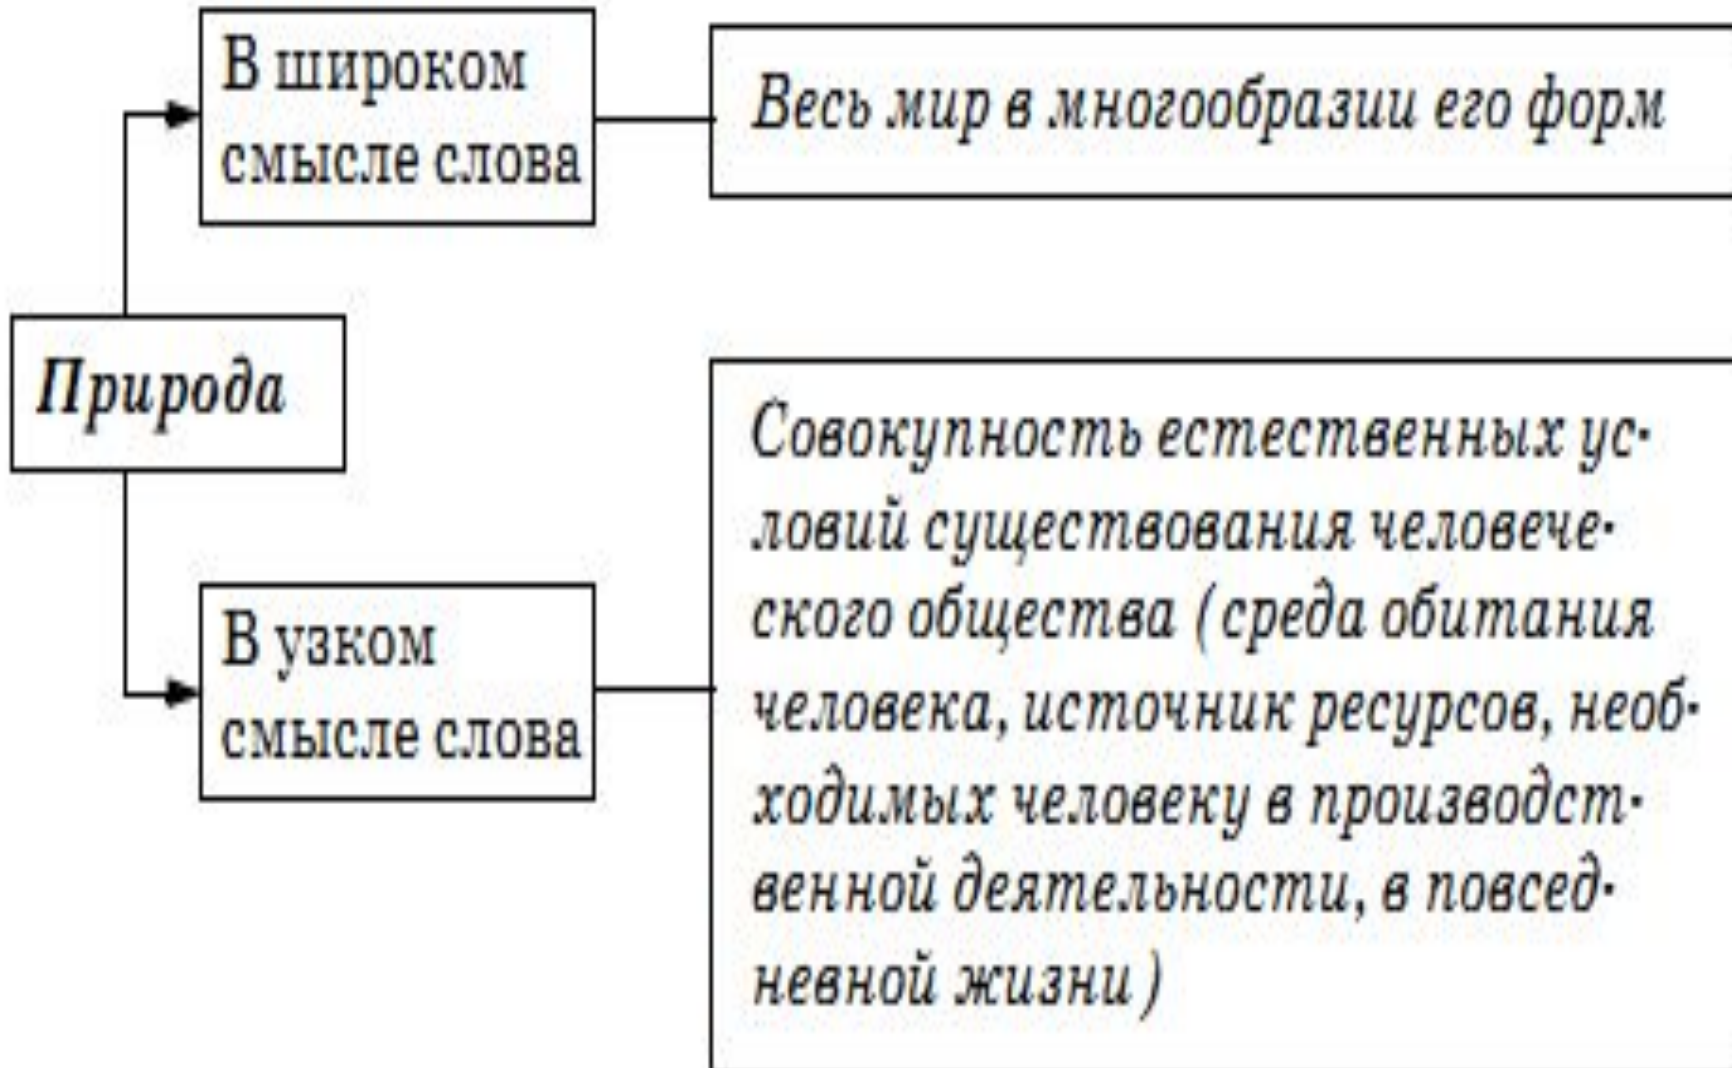 В широком
смысле слова
Весь мир в многообразии его форм
Природа
В узком
смысле слова
Совокупность естественных ус-
ловий существования человече-
ского общества (среда обитания
человека, источник ресурсов, необ-
ходимых человеку в производст-
венной деятельности, в повсед-
невной жизни)